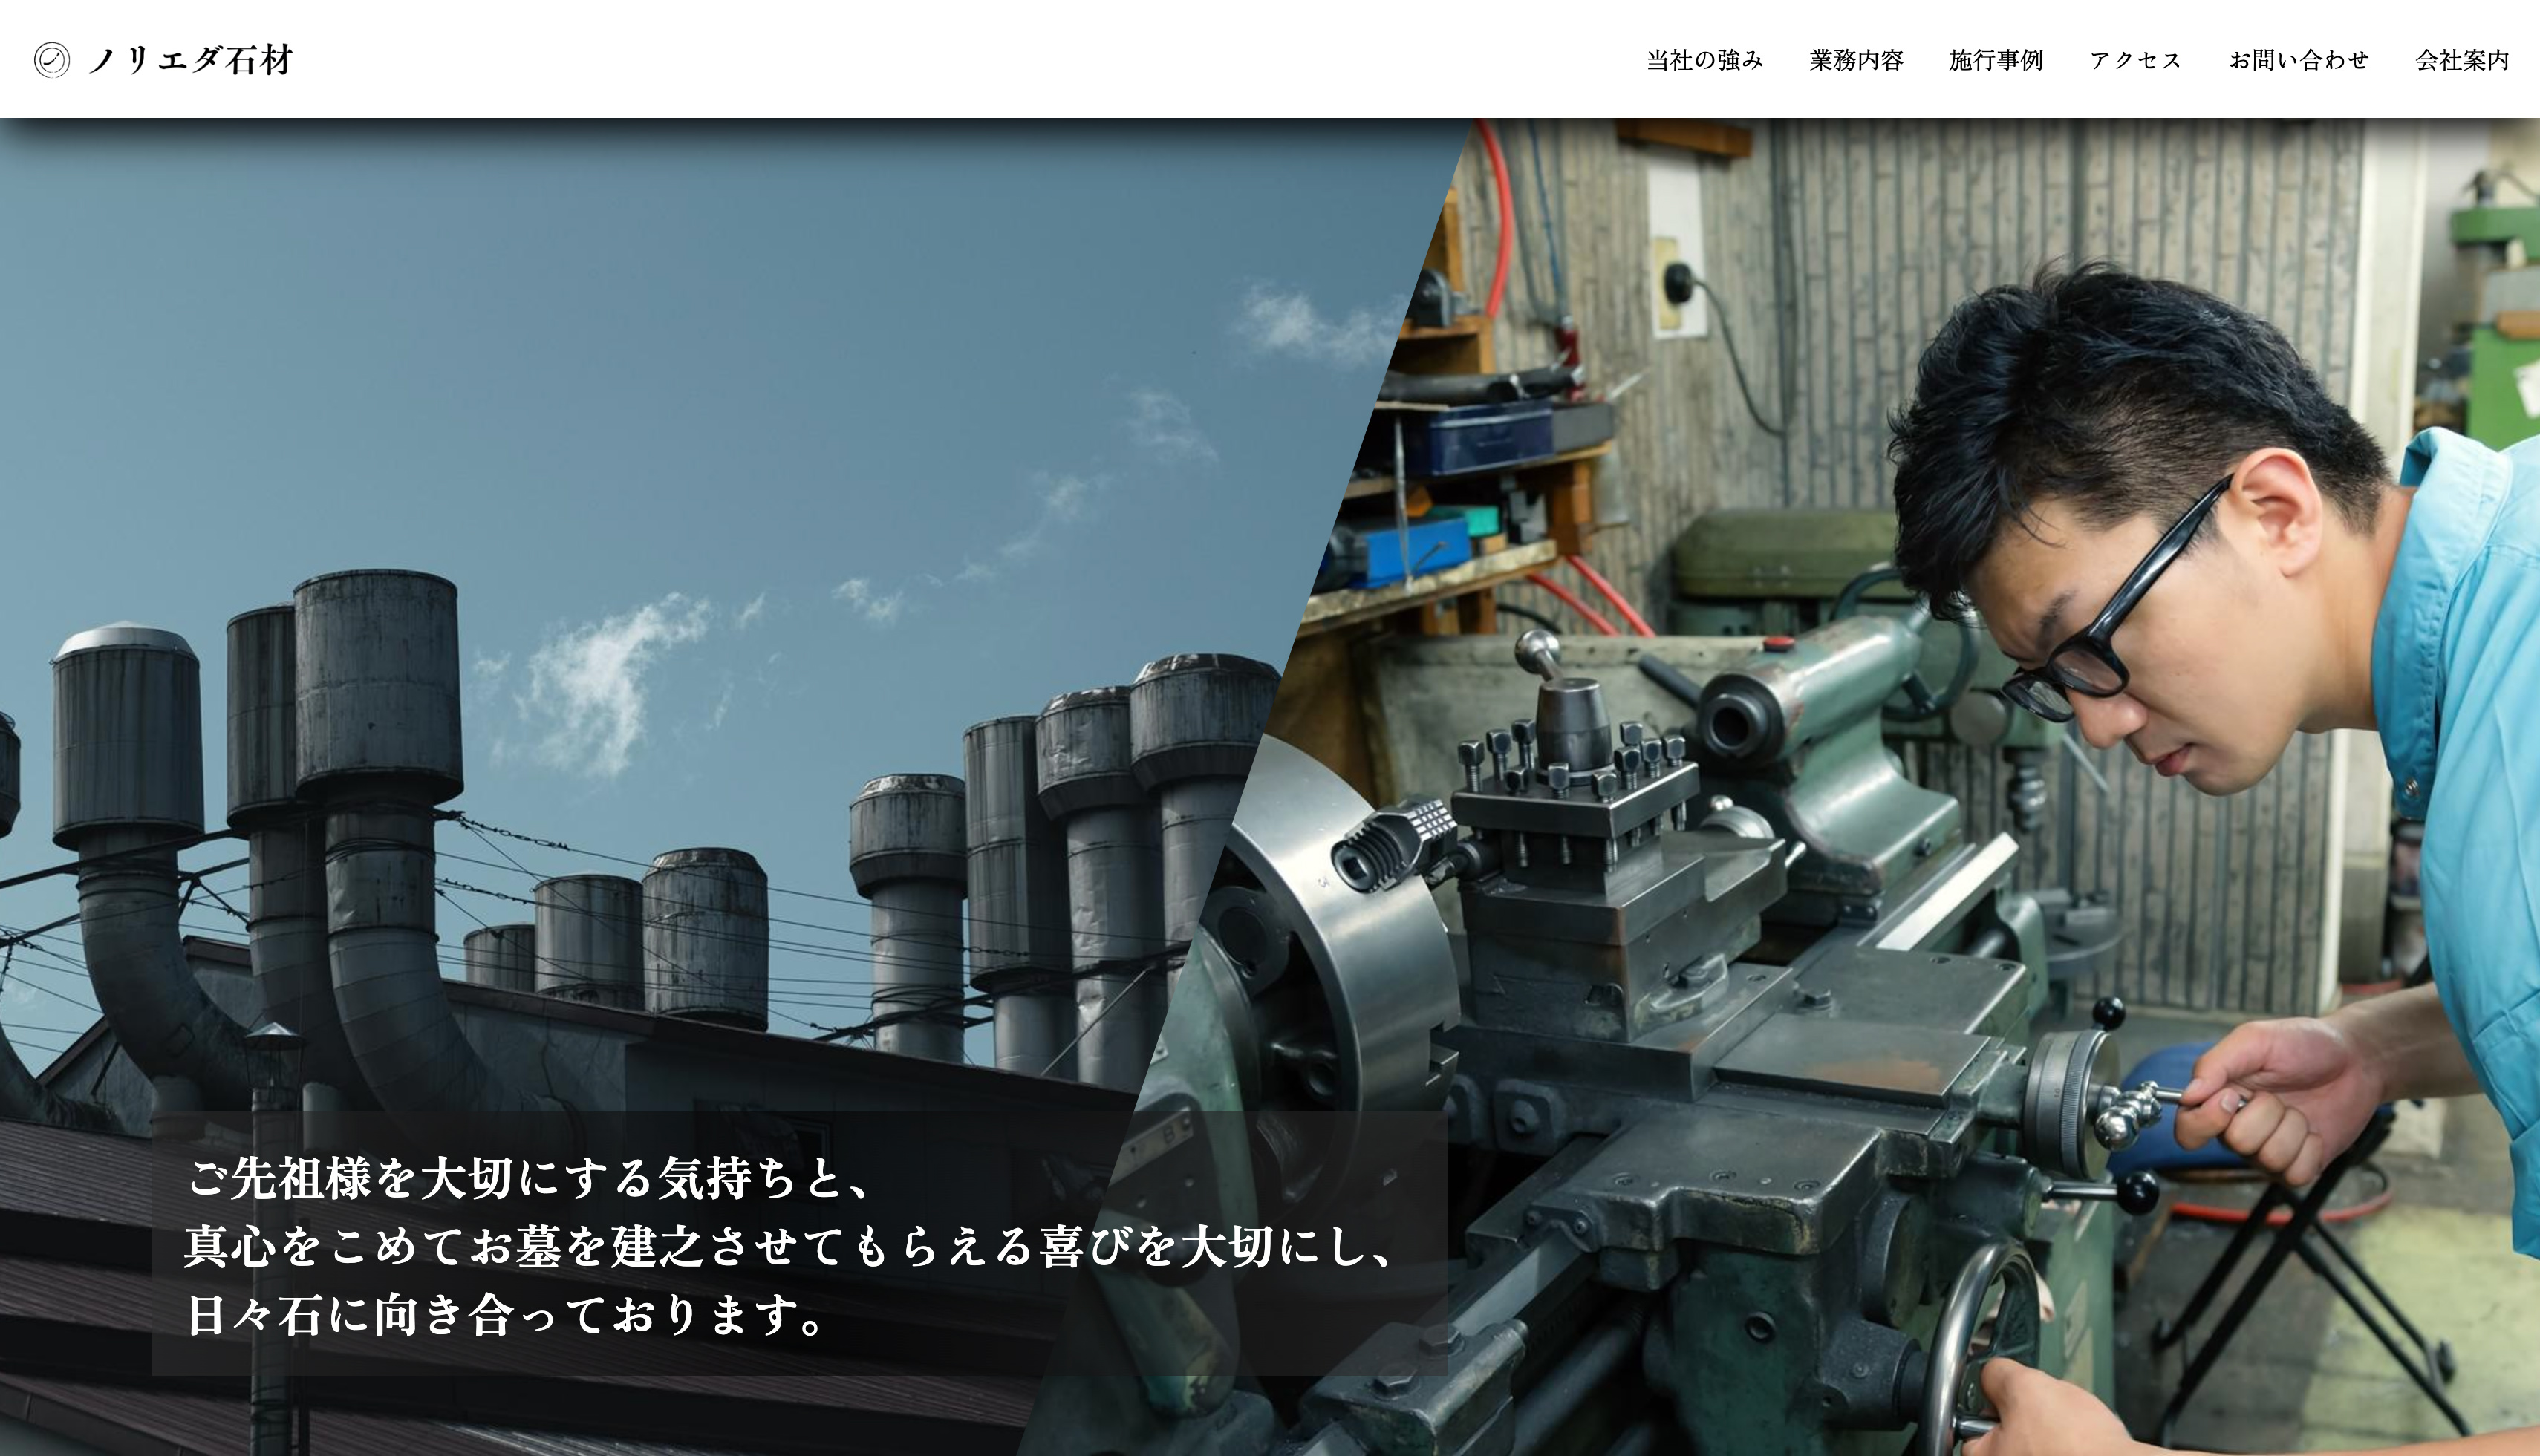 ノリエダ石材
当社の強み
業務内容
施行事例
アクセス
お問い合わせ
会社案内
ご先祖様を大切にする気持ちと、
真心をこめてお墓を建之させてもらえる喜びを大切にし、
日々石に向き合っております。